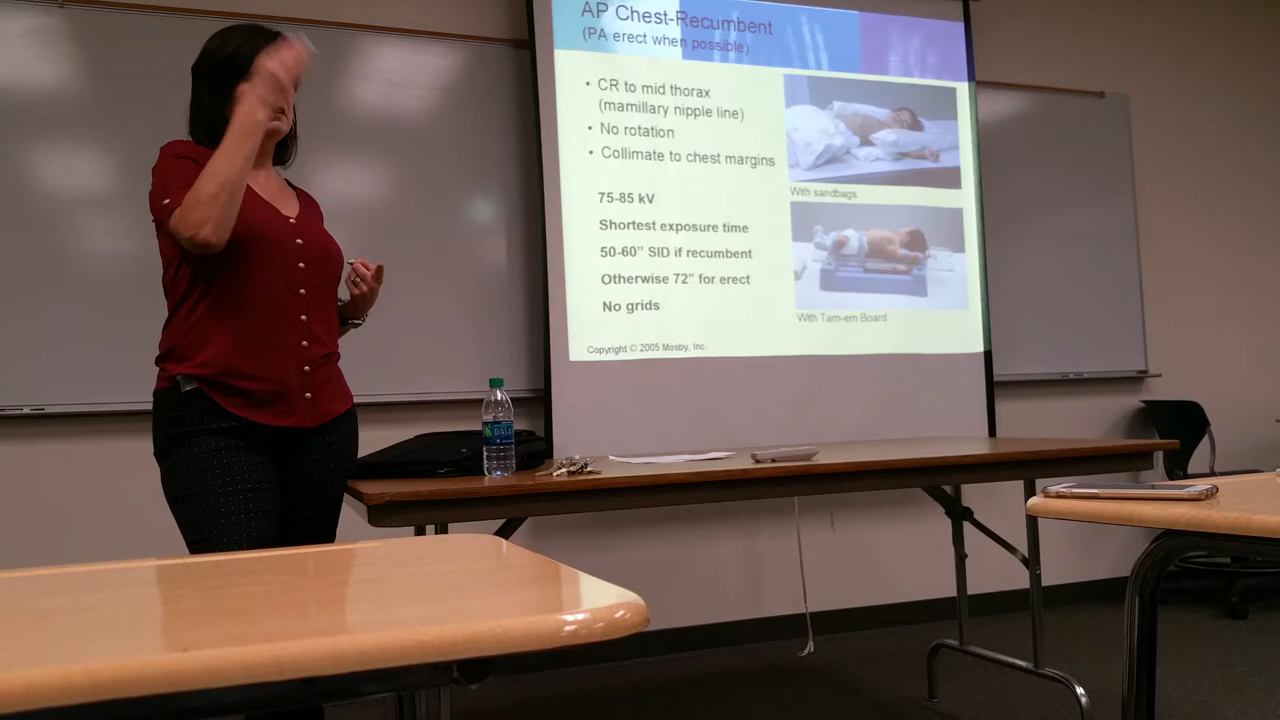 AP Chest-Recumbent
(PA erect when possible)
• CR to mid thorax
(mamillary nipple line)
• No rotation
• Collimate to chest margins
75-85 kV
Shortest exposure time
50-60" SID if recumbent
Otherwise 72" for erect
No grids
With sandbags
With Tam-em Board
Copyright © 2005 Mosby, Inc.